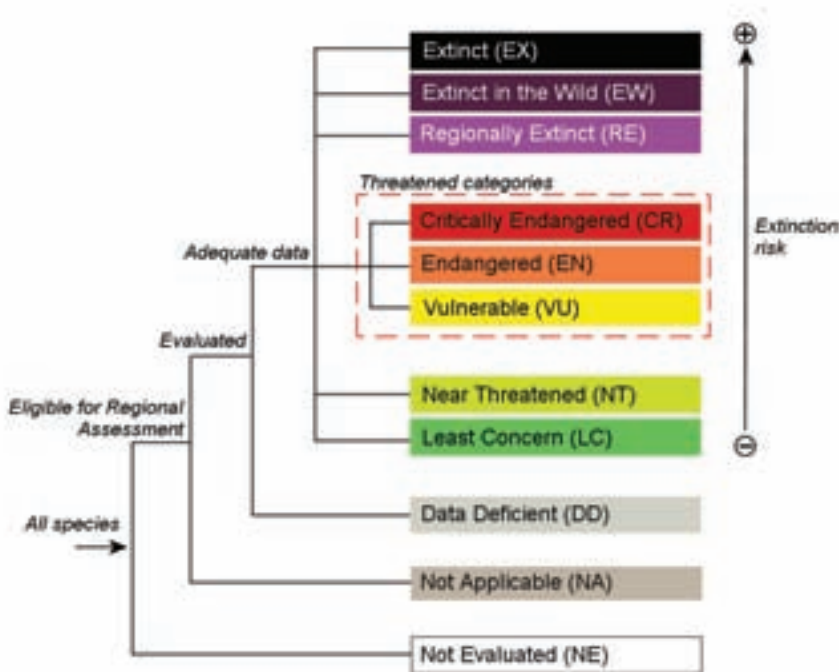 Extinct (EX)
Extinct in the Wild (EW)
Regionally Extinct (RE)
Threatened categories
Critically Endangered (CR)
Adequate data
Endangered (EN)
Extinction
risk
Vulnerable (VU)
Evaluated
Near Threatened (NT)
Eligible for Regional
Assessment
Least Concern (LC)
All species
Data Deficient (DD)
Not Applicable (NA)
Not Evaluated (NE)